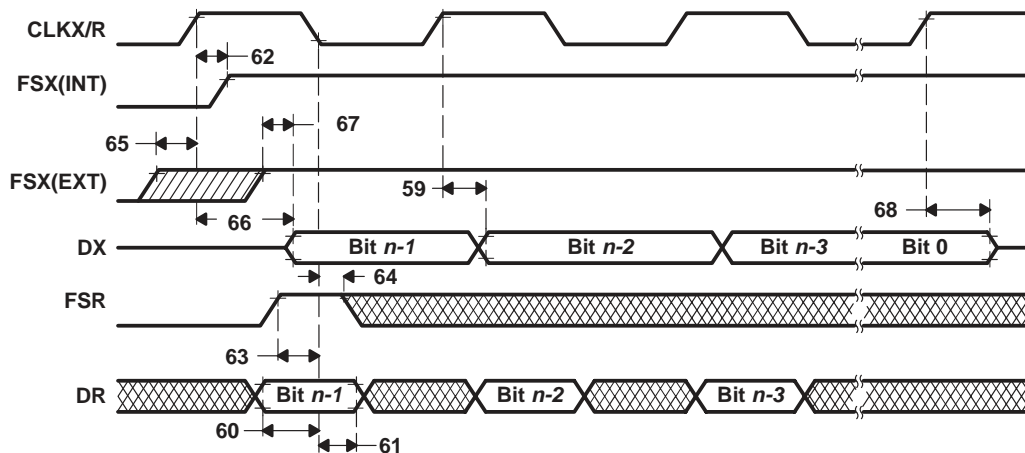 CLKX/R
62
FSX(INT)
67
65
FSX(EXT)
59
66
68
DX
Bit n-1
Bit n-2
Bit n-3
Bit 0
64
FSR
63
DR
Bit n-1
Bit n-2
Bit n-3
60
61